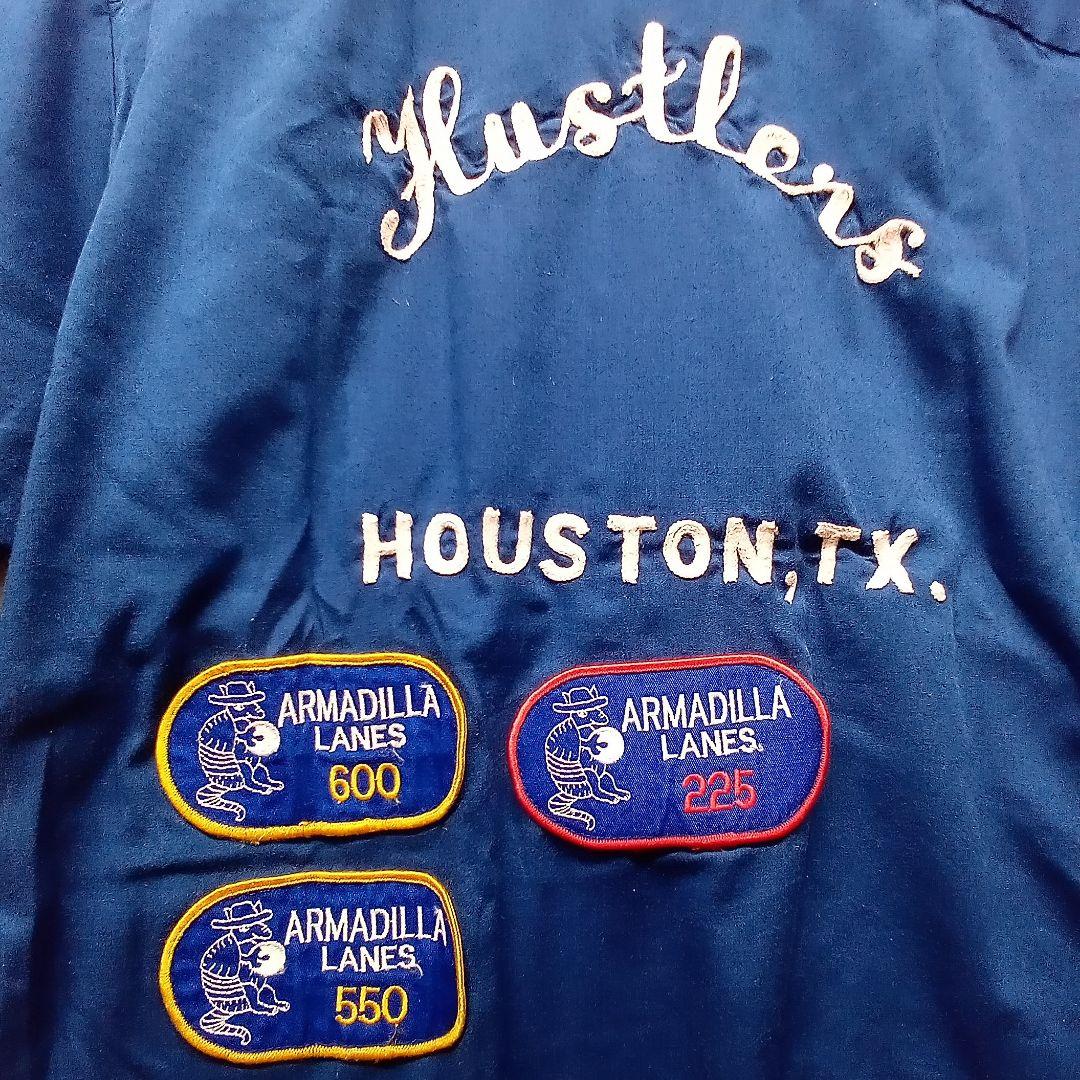 Hustlers
HOUSTON, TX.
ARMADILLA
LANES
600
ARMADILLA
LANES
225
ARMADILLA
LANES
550